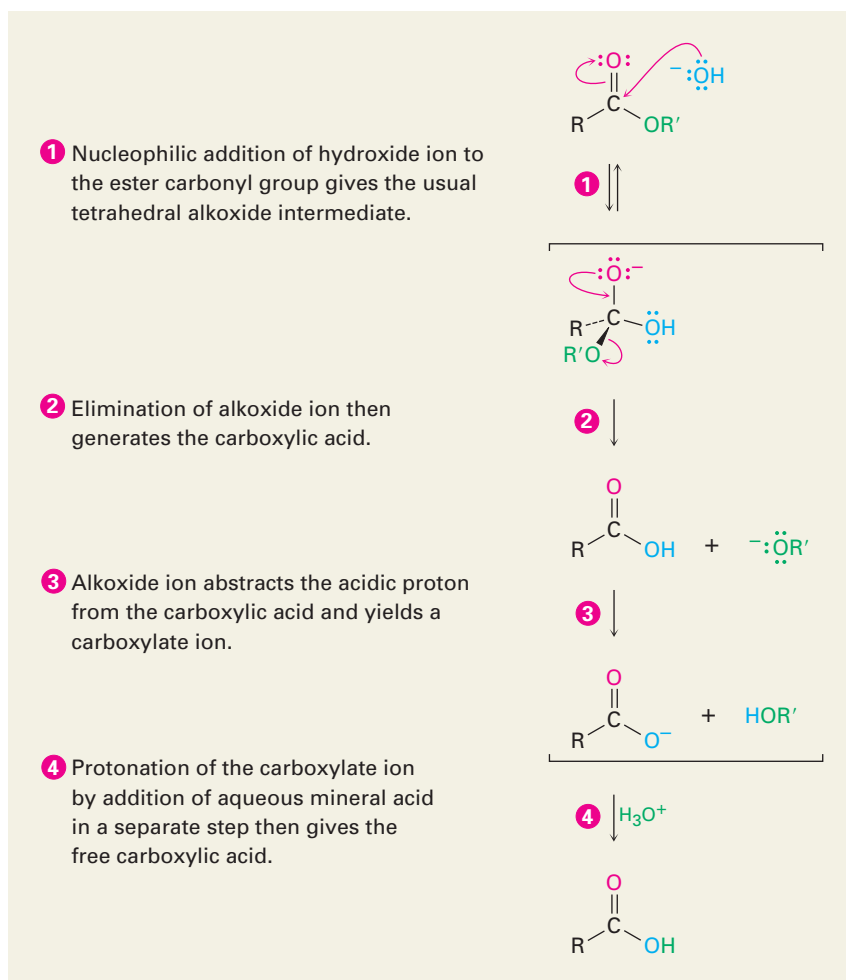 :O:
− :ÖH
C
R
OR′
1 Nucleophilic addition of hydroxide ion to
the ester carbonyl group gives the usual
tetrahedral alkoxide intermediate.
1
:O:−
R
C
OH
R′O
2 Elimination of alkoxide ion then
generates the carboxylic acid.
2
O
C
R
OH
+
− :OR′
3 Alkoxide ion abstracts the acidic proton
from the carboxylic acid and yields a
carboxylate ion.
3
O
C
R
O−
+
HOR′
4 Protonation of the carboxylate ion
by addition of aqueous mineral acid
in a separate step then gives the
free carboxylic acid.
4
H₃O⁺
O
C
R
OH